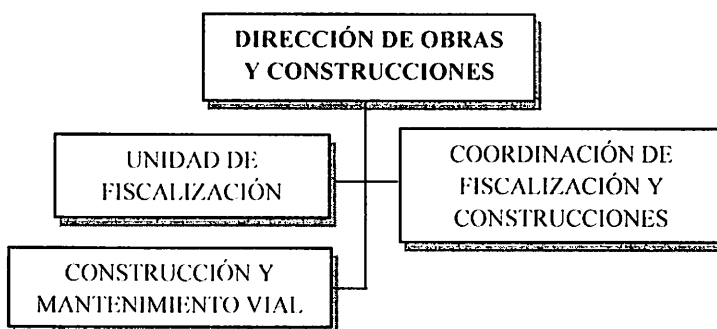 DIRECCIÓN DE OBRAS
Y CONSTRUCCIONES
UNIDAD DE
FISCALIZACIÓN
COORDINACIÓN DE
FISCALIZACIÓN Y
CONSTRUCCIONES
CONSTRUCCIÓN Y
MANTENIMIENTO VIAL